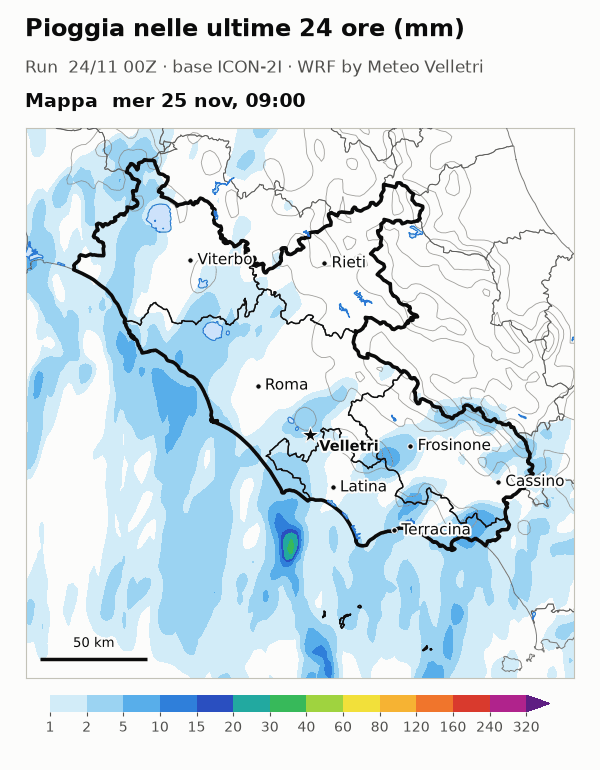 Pioggia nelle ultime 24 ore (mm)
Run  24/11 00Z · base ICON-2I · WRF by Meteo Velletri
Mappa  mer 25 nov, 09:00
Viterbo
Rieti
Roma
Velletri
Frosinone
Latina
Cassino
Terracina
50 km
1 2 5 10 15 20 30 40 60 80 120 160 240 320